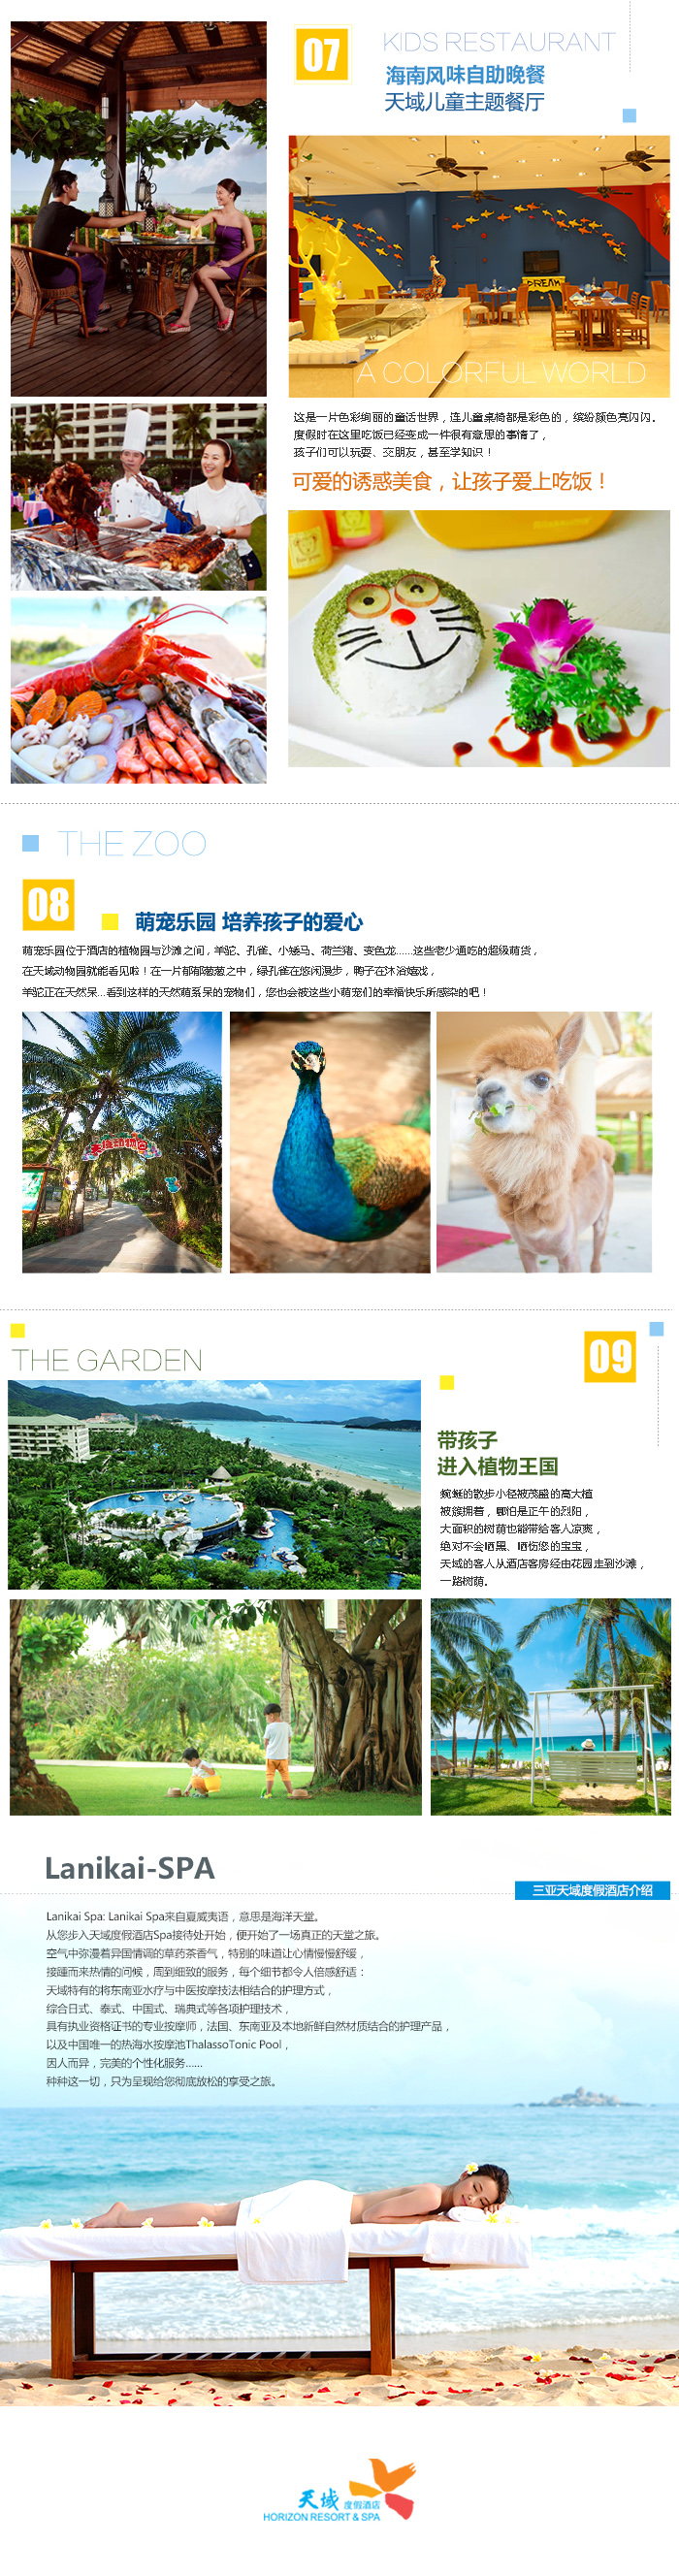 07
KIDS RESTAURANT
海南风味自助晚餐
天域儿童主题餐厅
DREAM
A COLORFUL WORLD
这是一片色彩绚丽的童话世界，连儿童桌椅都是彩色的，缤纷颜色亮闪闪。
度假时在这里吃饭已经变成一件很有意思的事情了，
孩子们可以玩耍、交朋友，甚至学知识！
可爱的诱惑美食，让孩子爱上吃饭！
THE ZOO
08
萌宠乐园 培养孩子的爱心
萌宠乐园位于酒店的植物园与沙滩之间，羊驼、孔雀、小矮马、荷兰猪、变色龙......这些老少通吃的超级萌货，
在天域动物园就能看见啦！在一片郁郁葱葱之中，绿孔雀在悠闲漫步，鸭子在沐浴嬉戏，
羊驼正在天然呆...看到这样的天然萌系呆的宠物们，您也会被这些小萌宠们的幸福快乐所感染的吧！
THE GARDEN
09
带孩子
进入植物王国
蜿蜒的散步小径被茂盛的高大植
被簇拥着，哪怕是正午的烈阳，
大面积的树荫也能带给客人凉爽，
绝对不会晒黑、晒伤您的宝宝，
天域的客人从酒店客房经由花园走到沙滩，
一路树荫。
Lanikai-SPA
三亚天域度假酒店介绍
Lanikai Spa: Lanikai Spa来自夏威夷语，意思是海洋天堂。
从您步入天域度假酒店Spa接待处开始，便开始了一场真正的天堂之旅。
空气中弥漫着异国情调的草药茶香气，特别的味道让心情慢慢舒缓，
接踵而来热情的问候，周到细致的服务，每个细节都令人倍感舒适：
天域特有的将东南亚水疗与中医按摩技法相结合的护理方式，
综合日式、泰式、中国式、瑞典式等各项护理技术，
具有执业资格证书的专业按摩师，法国、东南亚及本地新鲜自然材质结合的护理产品，
以及中国唯一的热海水按摩池ThalassoTonic Pool，
因人而异，完美的个性化服务......
种种这一切，只为呈现给您彻底放松的享受之旅。
天域 度假酒店
HORIZON RESORT & SPA